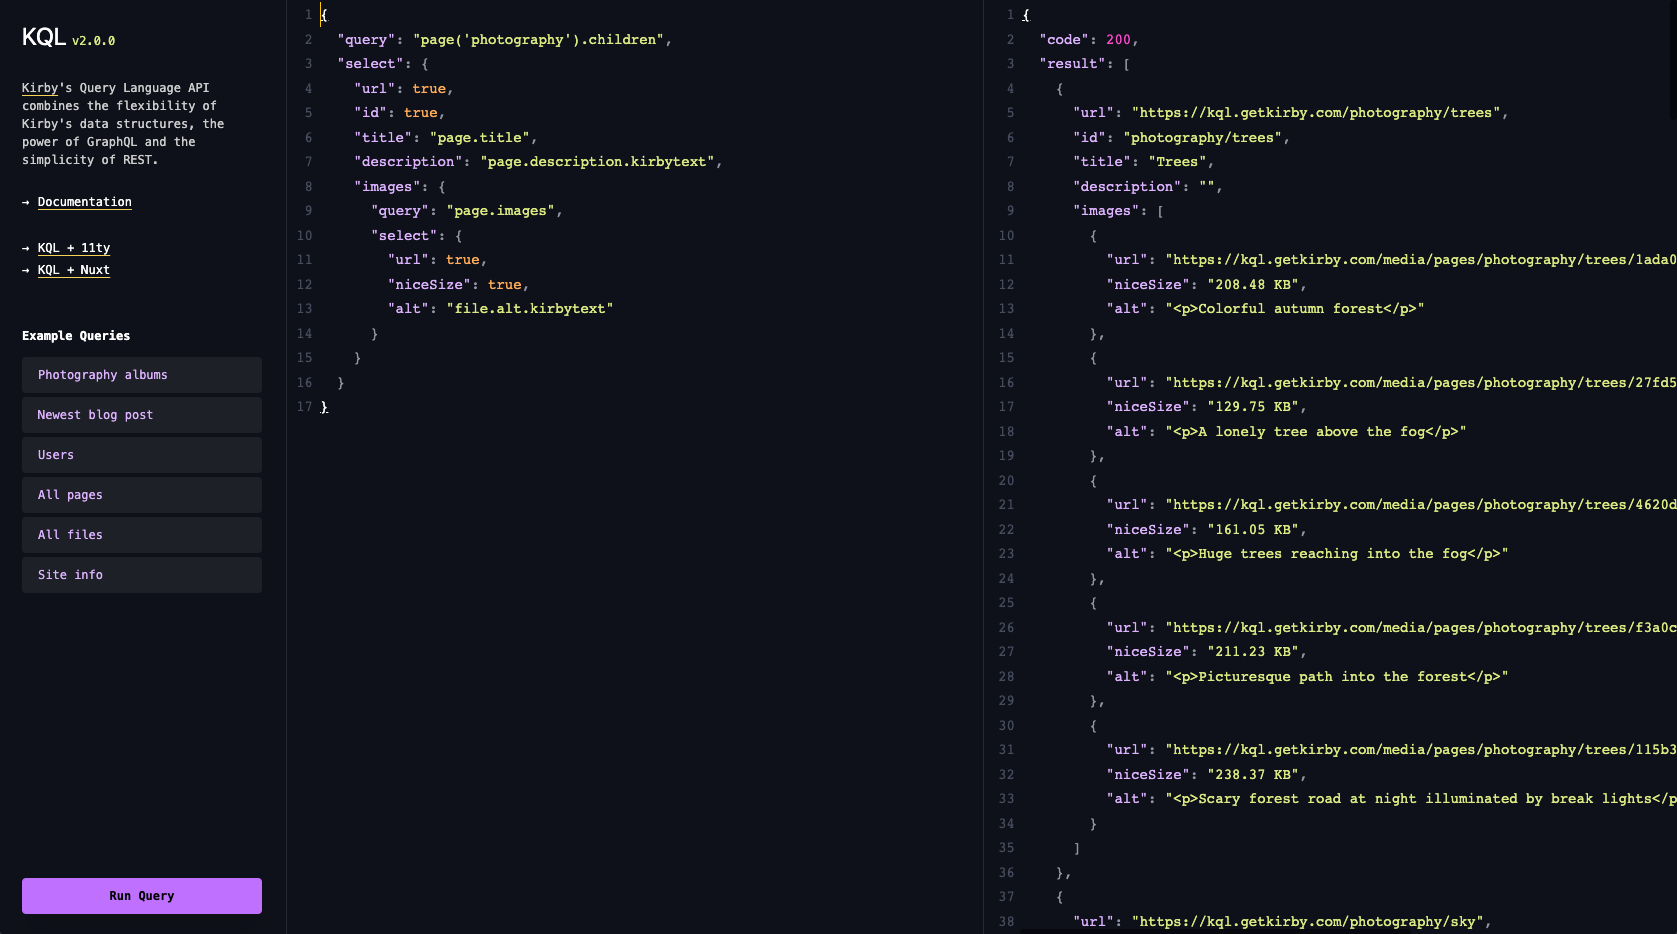 KQL v2.0.0
Kirby's Query Language API
combines the flexibility of
Kirby's data structures, the
power of GraphQL and the
simplicity of REST.
→ Documentation
→ KQL + 11ty
→ KQL + Nuxt
Example Queries
Photography albums
Newest blog post
Users
All pages
All files
Site info
Run Query
1 {
2 "query": "page('photography').children",
3 "select": {
4 "url": true,
5 "id": true,
6 "title": "page.title",
7 "description": "page.description.kirbytext",
8 "images": {
9 "query": "page.images",
10 "select": {
11 "url": true,
12 "niceSize": true,
13 "alt": "file.alt.kirbytext"
14 }
15 }
16 }
17 }
1 {
2 "code": 200,
3 "result": [
4 {
5 "url": "https://kql.getkirby.com/photography/trees",
6 "id": "photography/trees",
7 "title": "Trees",
8 "description": "",
9 "images": [
10 {
11 "url": "https://kql.getkirby.com/media/pages/photography/trees/1ada0
12 "niceSize": "208.48 KB",
13 "alt": "<p>Colorful autumn forest</p>"
14 },
15 {
16 "url": "https://kql.getkirby.com/media/pages/photography/trees/27fd5
17 "niceSize": "129.75 KB",
18 "alt": "<p>A lonely tree above the fog</p>"
19 },
20 {
21 "url": "https://kql.getkirby.com/media/pages/photography/trees/4620d
22 "niceSize": "161.05 KB",
23 "alt": "<p>Huge trees reaching into the fog</p>"
24 },
25 {
26 "url": "https://kql.getkirby.com/media/pages/photography/trees/f3a0c
27 "niceSize": "211.23 KB",
28 "alt": "<p>Picturesque path into the forest</p>"
29 },
30 {
31 "url": "https://kql.getkirby.com/media/pages/photography/trees/115b3
32 "niceSize": "238.37 KB",
33 "alt": "<p>Scary forest road at night illuminated by break lights</p
34 }
35 ]
36 },
37 {
38 "url": "https://kql.getkirby.com/photography/sky",